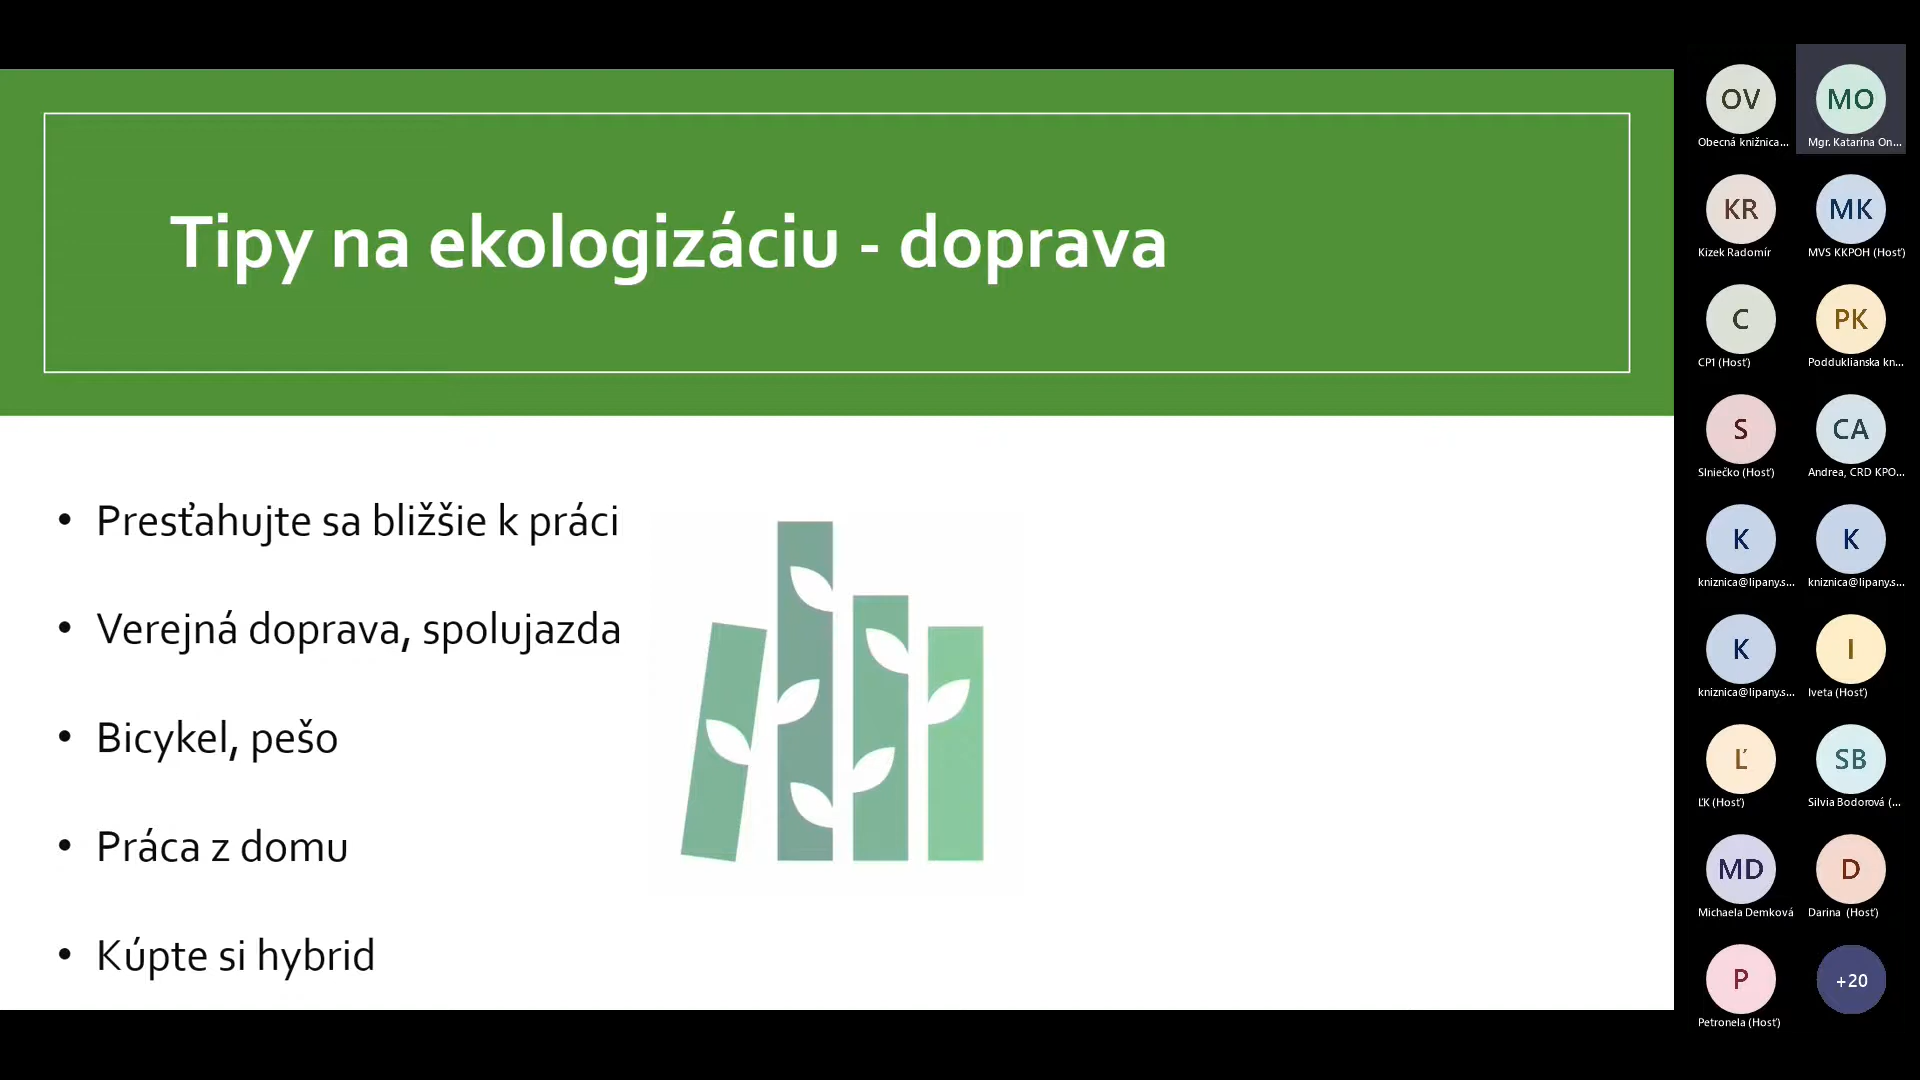 Tipy na ekologizáciu - doprava
• Presťahujte sa bližšie k práci
• Verejná doprava, spolujazda
• Bicykel, pešo
• Práca z domu
• Kúpte si hybrid
OV
MO
Obecná knižnica...
Mgr. Katarína On...
KR
MK
Kizek Radomír
MVS KKPOH (Hosť)
C
PK
CP1 (Hosť)
Podduklianska kn...
S
CA
Slniečko (Hosť)
Andrea, CRD KPO...
K
K
kniznica@lipany.s...
kniznica@lipany.s...
K
I
kniznica@lipany.s...
Iveta (Hosť)
Ľ
SB
ĽK (Hosť)
Silvia Bodorová (...
MD
D
Michaela Demková
Darina (Hosť)
P
+20
Petronela (Hosť)